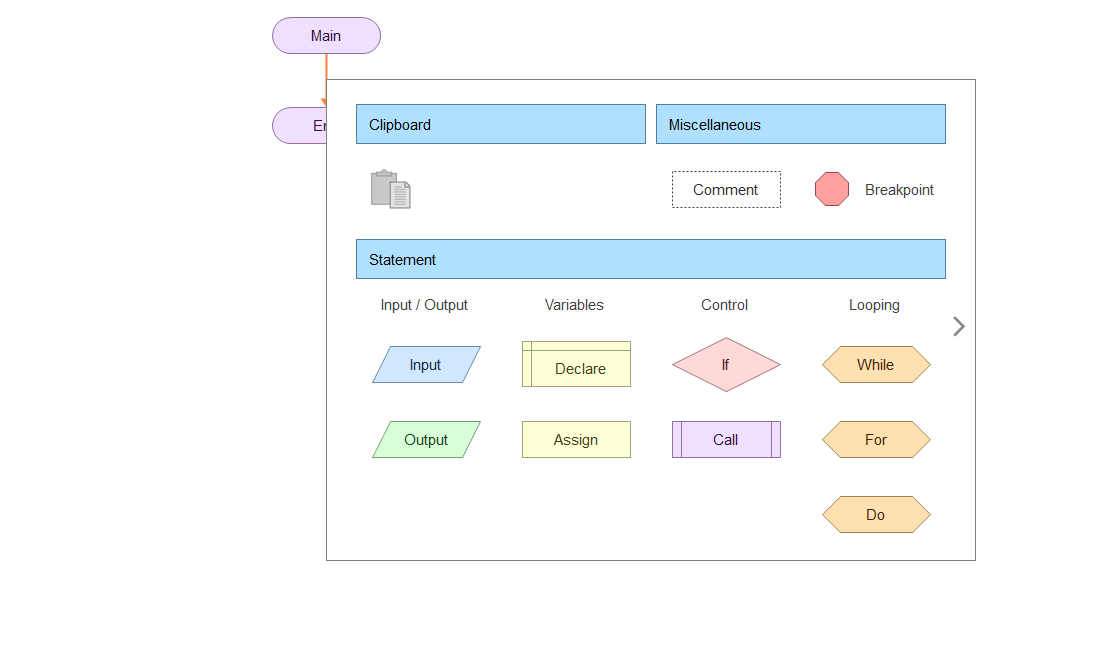 Main
Er
Clipboard
Miscellaneous
Comment
Breakpoint
Statement
Input / Output
Variables
Control
Looping
Input
Declare
If
While
Output
Assign
Call
For
Do